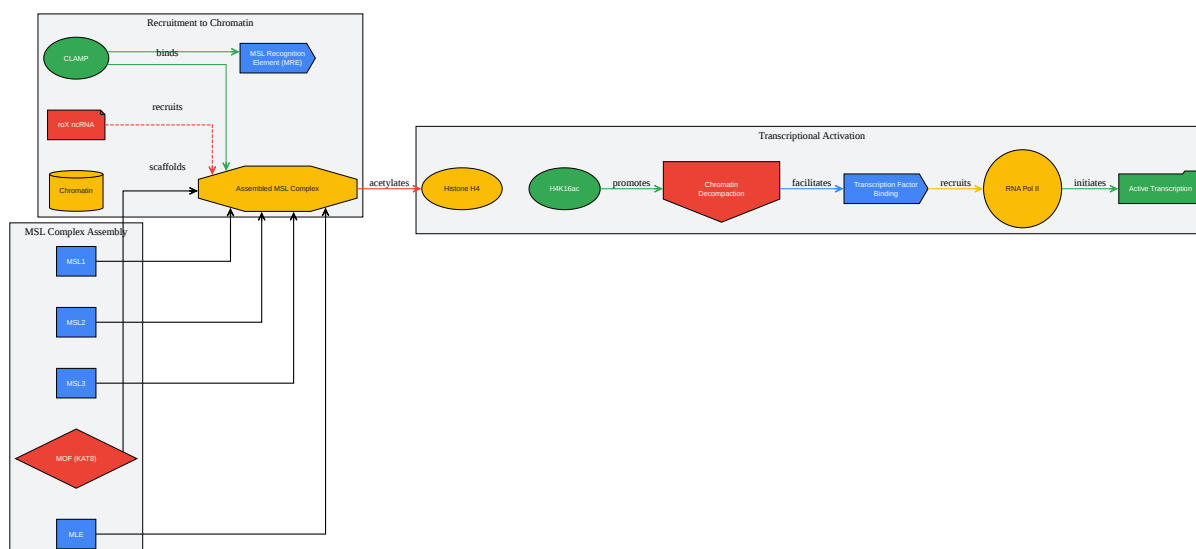 Recruitment to Chromatin
CLAMP
binds
MSL Recognition
Element (MRE)
roX ncRNA
recruits
scaffolds
Chromatin
Assembled MSL Complex
acetylates
Transcriptional Activation
Histone H4
H4K16ac
promotes
Chromatin
Decompaction
facilitates
Transcription Factor
Binding
recruits
RNA Pol II
initiates
Active Transcription
MSL Complex Assembly
MSL1
MSL2
MSL3
MOF (KAT8)
MLE